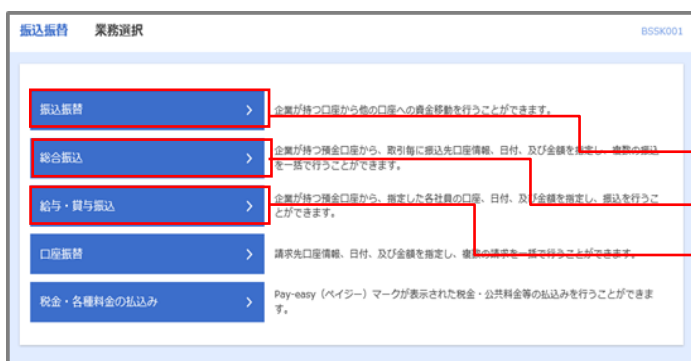 振込振替 業務選択 BSSK001
振込振替 企業が持つ口座から他の口座への資金移動を行うことができます。
総合振込 企業が持つ預金口座から、取引毎に振込先口座情報、日付、及び金額を指定し、複数の振込
を一括で行うことができます。
給与・賞与振込 企業が持つ預金口座から、指定した各社員の口座、日付、及び金額を指定し、振込を行うこ
とができます。
口座振替 請求先口座情報、日付、及び金額を指定し、複数の請求を一括で行うことができます。
税金・各種料金の払込み Pay-easy（ペイジー）マークが表示された税金・公共料金等の払込みを行うことができま
す。